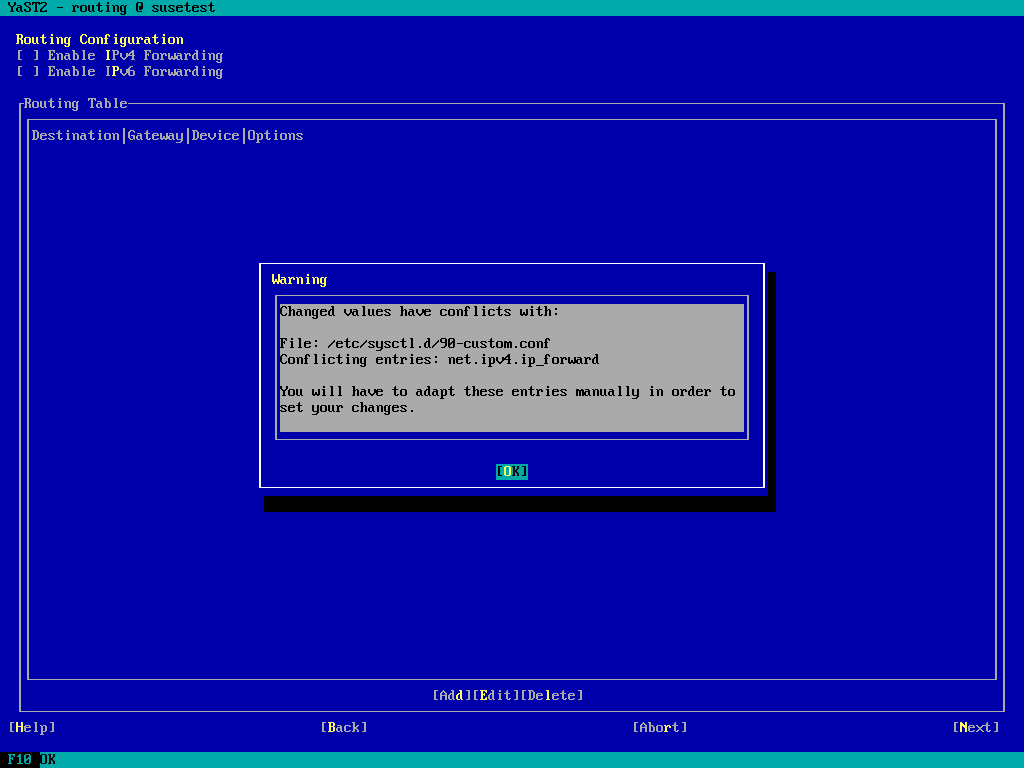 YaST2 - routing @ susetest
Routing Configuration
[ ] Enable IPv4 Forwarding
[ ] Enable IPv6 Forwarding
Routing Table
Destination|Gateway|Device|Options
Warning
Changed values have conflicts with:
File: /etc/sysctl.d/90-custom.conf
Conflicting entries: net.ipv4.ip_forward
You will have to adapt these entries manually in order to
set your changes.
[OK]
[Add][Edit][Delete]
[Help] [Back] [Abort] [Next]
F10 OK